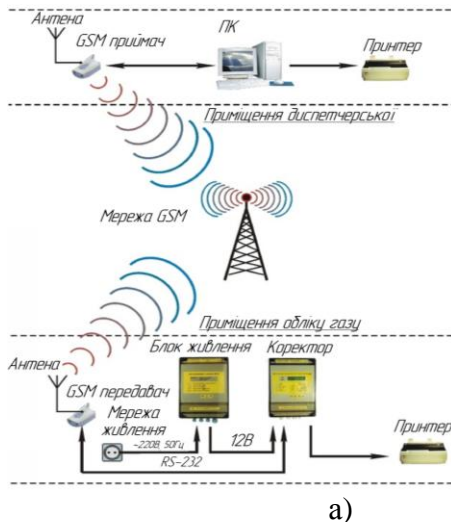 Антена
GSM приймач
ПК
Принтер
Приміщення диспетчерської
Мережа GSM
Приміщення обліку газу
Блок живлення
Коректор
Антена
GSM передавач
Мережа
живлення
~220В, 50Гц
12В
RS-232
Принтер
а)